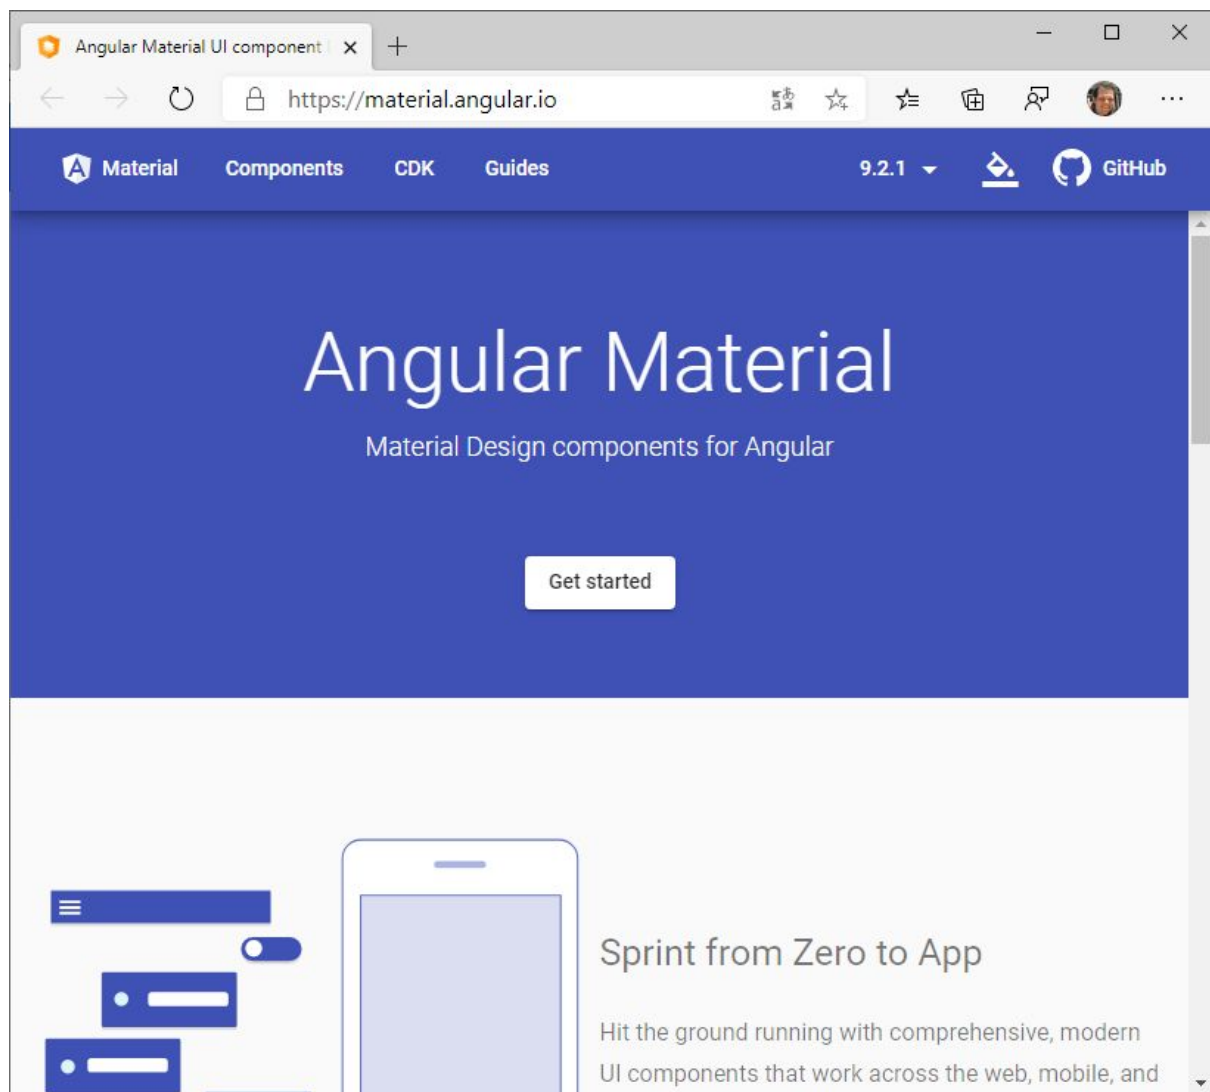 Angular Material UI component
https://material.angular.io
Material Components CDK Guides 9.2.1 GitHub
Angular Material
Material Design components for Angular
Get started
Sprint from Zero to App
Hit the ground running with comprehensive, modern
UI components that work across the web, mobile, and